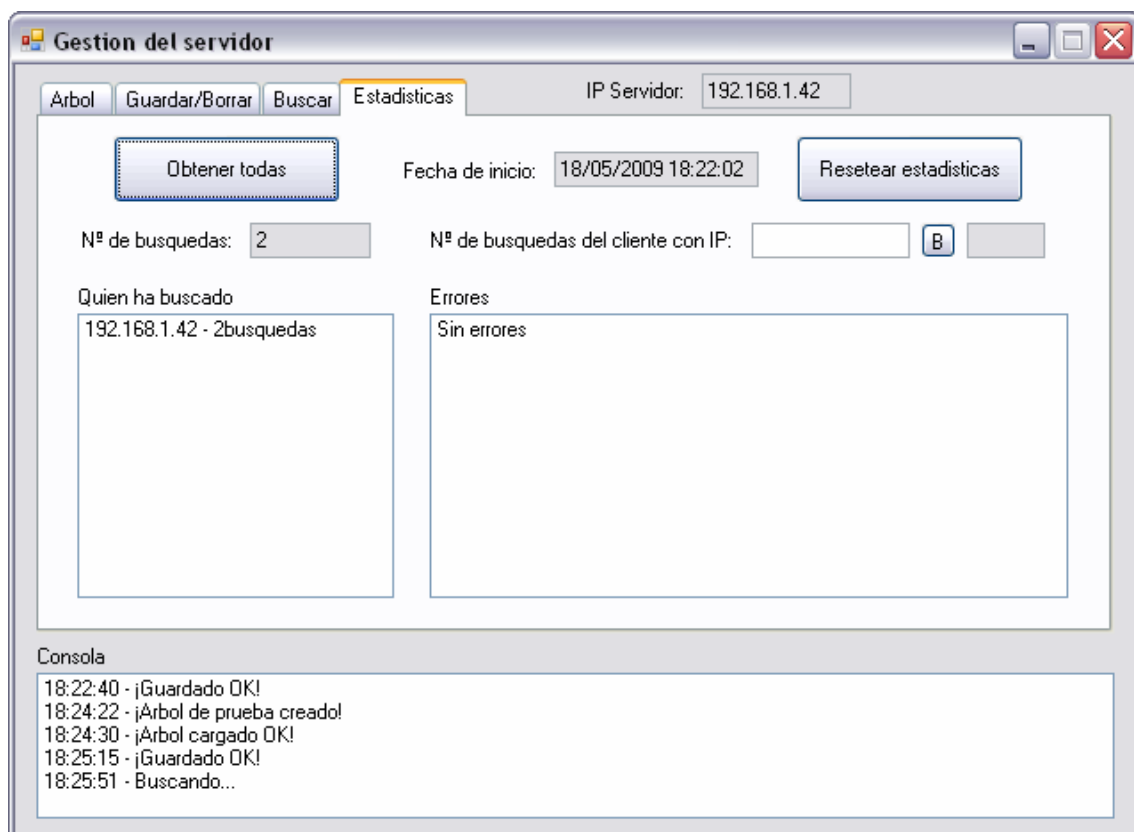 Gestion del servidor
Arbol Guardar/Borrar Buscar Estadisticas IP Servidor: 192.168.1.42
Obtener todas Fecha de inicio: 18/05/2009 18:22:02 Resetear estadisticas
Nº de busquedas: 2 Nº de busquedas del cliente con IP: B
Quien ha buscado Errores
192.168.1.42 - 2busquedas Sin errores
Consola
18:22:40 - ¡Guardado OK!
18:24:22 - ¡Arbol de prueba creado!
18:24:30 - ¡Arbol cargado OK!
18:25:15 - ¡Guardado OK!
18:25:51 - Buscando...